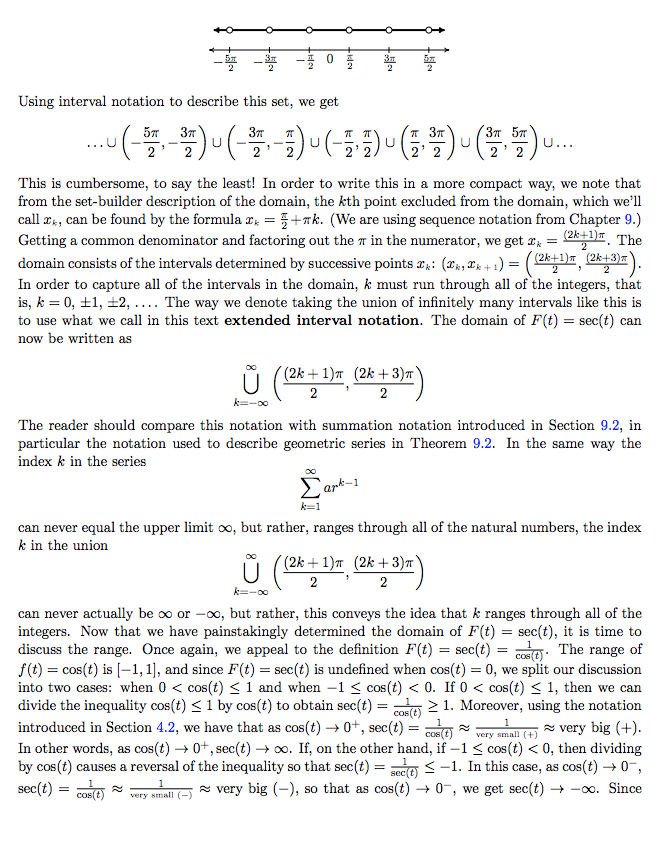 −5π/2 −3π/2 −π/2 0 π/2 3π/2 5π/2
Using interval notation to describe this set, we get
… ∪ (−5π/2, −3π/2) ∪ (−3π/2, −π/2) ∪ (−π/2, π/2) ∪ (π/2, 3π/2) ∪ (3π/2, 5π/2) ∪ …
This is cumbersome, to say the least! In order to write this in a more compact way, we note that
from the set-builder description of the domain, the kth point excluded from the domain, which we'll
call xₖ, can be found by the formula xₖ = π/2 + πk. (We are using sequence notation from Chapter 9.)
Getting a common denominator and factoring out the π in the numerator, we get xₖ = (2k+1)π/2. The
domain consists of the intervals determined by successive points xₖ: (xₖ, xₖ₊₁) = ((2k+1)π/2, (2k+3)π/2).
In order to capture all of the intervals in the domain, k must run through all of the integers, that
is, k = 0, ±1, ±2, …. The way we denote taking the union of infinitely many intervals like this is
to use what we call in this text extended interval notation. The domain of F(t) = sec(t) can
now be written as
∞
⋃ ((2k + 1)π/2, (2k + 3)π/2)
k=−∞
The reader should compare this notation with summation notation introduced in Section 9.2, in
particular the notation used to describe geometric series in Theorem 9.2. In the same way the
index k in the series
∞
∑ arᵏ⁻¹
k=1
can never equal the upper limit ∞, but rather, ranges through all of the natural numbers, the index
k in the union
∞
⋃ ((2k + 1)π/2, (2k + 3)π/2)
k=−∞
can never actually be ∞ or −∞, but rather, this conveys the idea that k ranges through all of the
integers. Now that we have painstakingly determined the domain of F(t) = sec(t), it is time to
discuss the range. Once again, we appeal to the definition F(t) = sec(t) = 1/cos(t). The range of
f(t) = cos(t) is [−1, 1], and since F(t) = sec(t) is undefined when cos(t) = 0, we split our discussion
into two cases: when 0 < cos(t) ≤ 1 and when −1 ≤ cos(t) < 0. If 0 < cos(t) ≤ 1, then we can
divide the inequality cos(t) ≤ 1 by cos(t) to obtain sec(t) = 1/cos(t) ≥ 1. Moreover, using the notation
introduced in Section 4.2, we have that as cos(t) → 0⁺, sec(t) = 1/cos(t) ≈ 1/very small (+) ≈ very big (+).
In other words, as cos(t) → 0⁺, sec(t) → ∞. If, on the other hand, if −1 ≤ cos(t) < 0, then dividing
by cos(t) causes a reversal of the inequality so that sec(t) = 1/sec(t) ≤ −1. In this case, as cos(t) → 0⁻,
sec(t) = 1/cos(t) ≈ 1/very small (−) ≈ very big (−), so that as cos(t) → 0⁻, we get sec(t) → −∞. Since